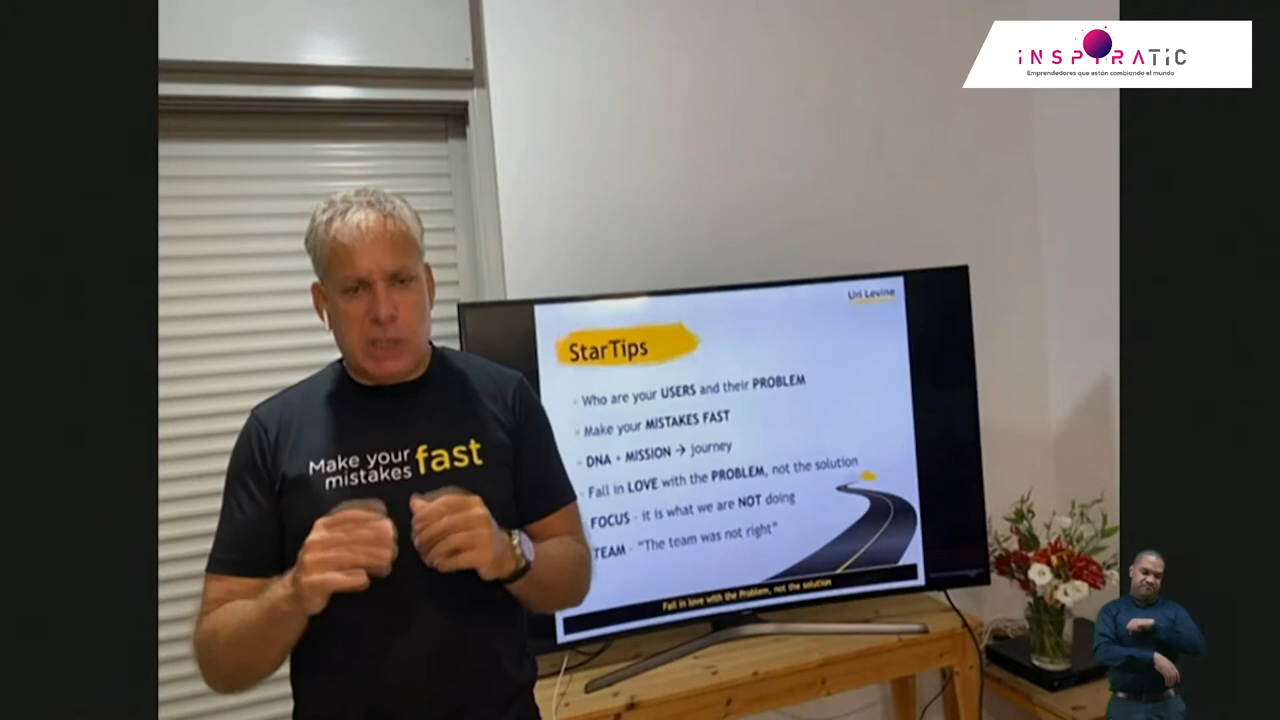 INSPIRATIC
Emprendedores que están cambiando el mundo
Uri Levine
StarTips
Who are your USERS and their PROBLEM
Make your MISTAKES FAST
DNA + MISSION → journey
Fall in LOVE with the PROBLEM, not the solution
FOCUS - it is what we are NOT doing
TEAM - "The team was not right"
Fall in love with the Problem, not the solution
Make your
mistakes fast